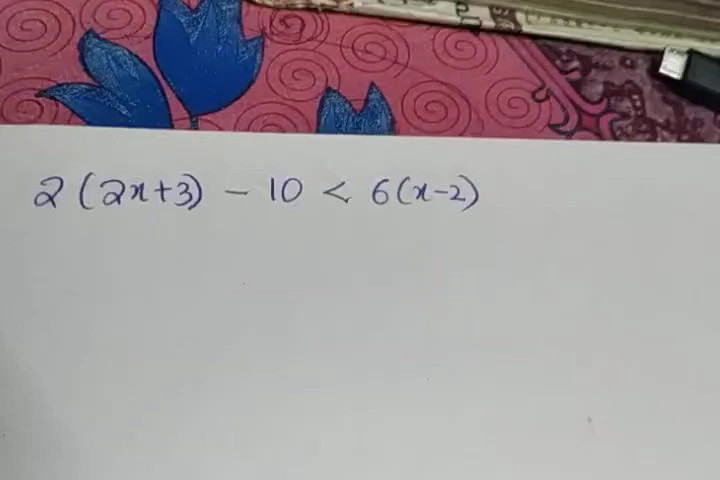 2(2x+3) - 10 < 6(x-2)